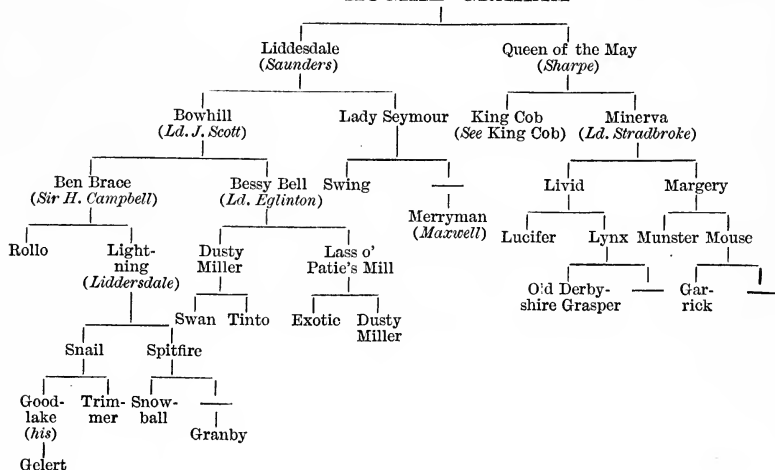 Liddesdale Queen of the May
(Saunders) (Sharpe)
Bowhill Lady Seymour King Cob Minerva
(Ld. J. Scott) (See King Cob) (Ld. Stradbroke)
Ben Brace Bessy Bell Swing — Livid Margery
(Sir H. Campbell) (Ld. Eglinton)
Merryman
(Maxwell)
Rollo Light- Dusty Lass o' Lucifer Lynx Munster Mouse
ning Miller Patie's Mill
(Liddersdale)
Old Derby- — Gar- —
shire Grasper rick
Swan Tinto Exotic Dusty
Miller
Snail Spitfire
Good- Trim- Snow- —
lake mer ball
(his) Granby
Gelert